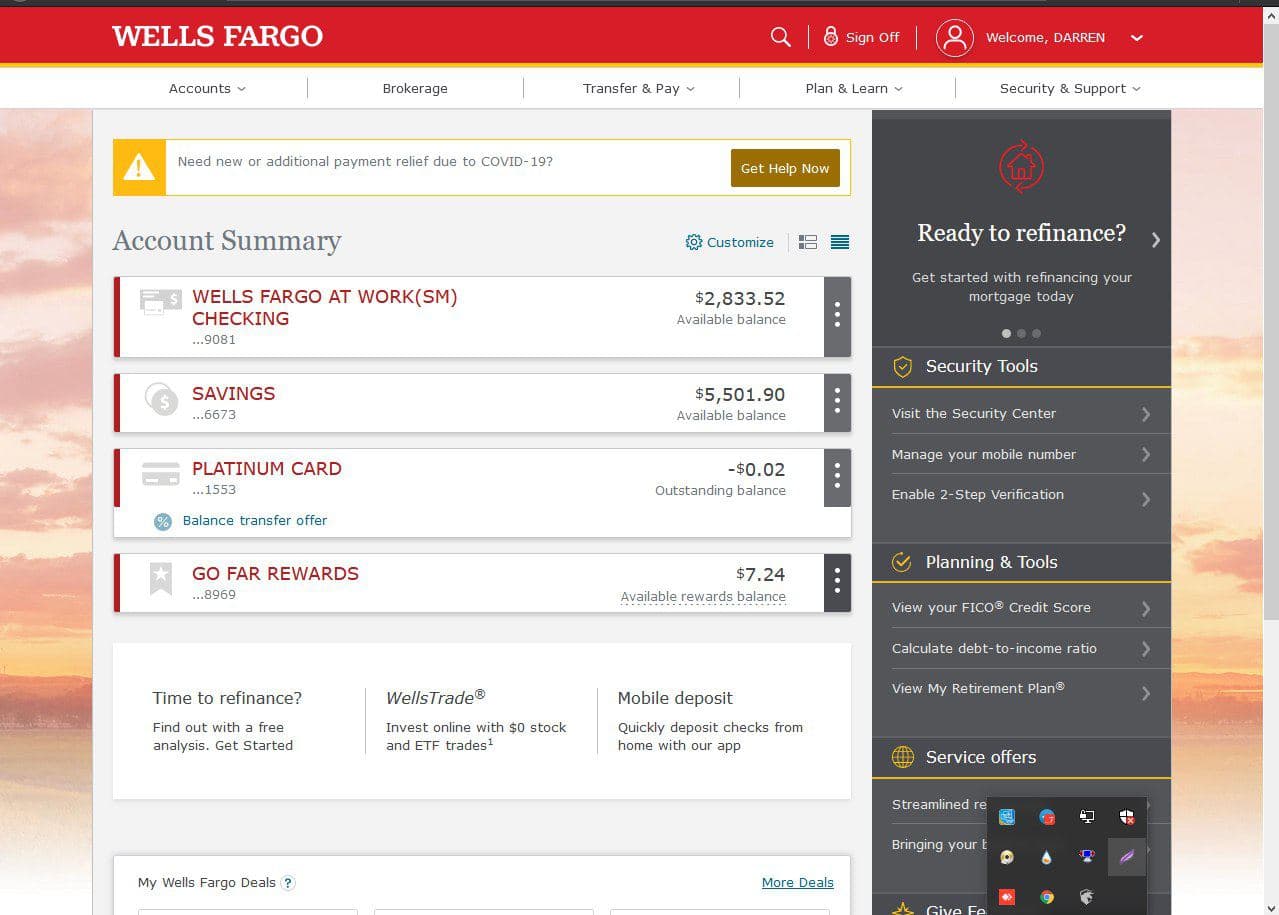 WELLS FARGO
Sign Off
Welcome, DARREN
Accounts
Brokerage
Transfer & Pay
Plan & Learn
Security & Support
Need new or additional payment relief due to COVID-19?
Get Help Now
Account Summary
Customize
WELLS FARGO AT WORK(SM)
CHECKING
...9081
$2,833.52
Available balance
SAVINGS
...6673
$5,501.90
Available balance
PLATINUM CARD
...1553
-$0.02
Outstanding balance
% Balance transfer offer
GO FAR REWARDS
...8969
$7.24
Available rewards balance
Time to refinance?
Find out with a free
analysis. Get Started
WellsTrade®
Invest online with $0 stock
and ETF trades¹
Mobile deposit
Quickly deposit checks from
home with our app
My Wells Fargo Deals ?
More Deals
Ready to refinance?
Get started with refinancing your
mortgage today
Security Tools
Visit the Security Center
Manage your mobile number
Enable 2-Step Verification
Planning & Tools
View your FICO® Credit Score
Calculate debt-to-income ratio
View My Retirement Plan®
Service offers
Streamlined re
Bringing your b
Give Fe